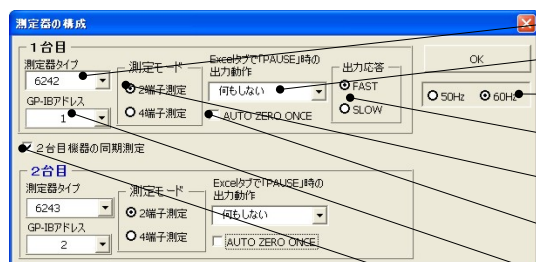 測定器の構成
1台目
測定器タイプ
6242
GP-IBアドレス
1
測定モード
2端子測定
4端子測定
Excelタブで「PAUSE」時の
出力動作
何もしない
AUTO ZERO ONCE
出力応答
FAST
SLOW
OK
50Hz 60Hz
2台目機器の同期測定
2台目
測定器タイプ
6243
GP-IBアドレス
2
測定モード
2端子測定
4端子測定
Excelタブで「PAUSE」時の
出力動作
何もしない
AUTO ZERO ONCE